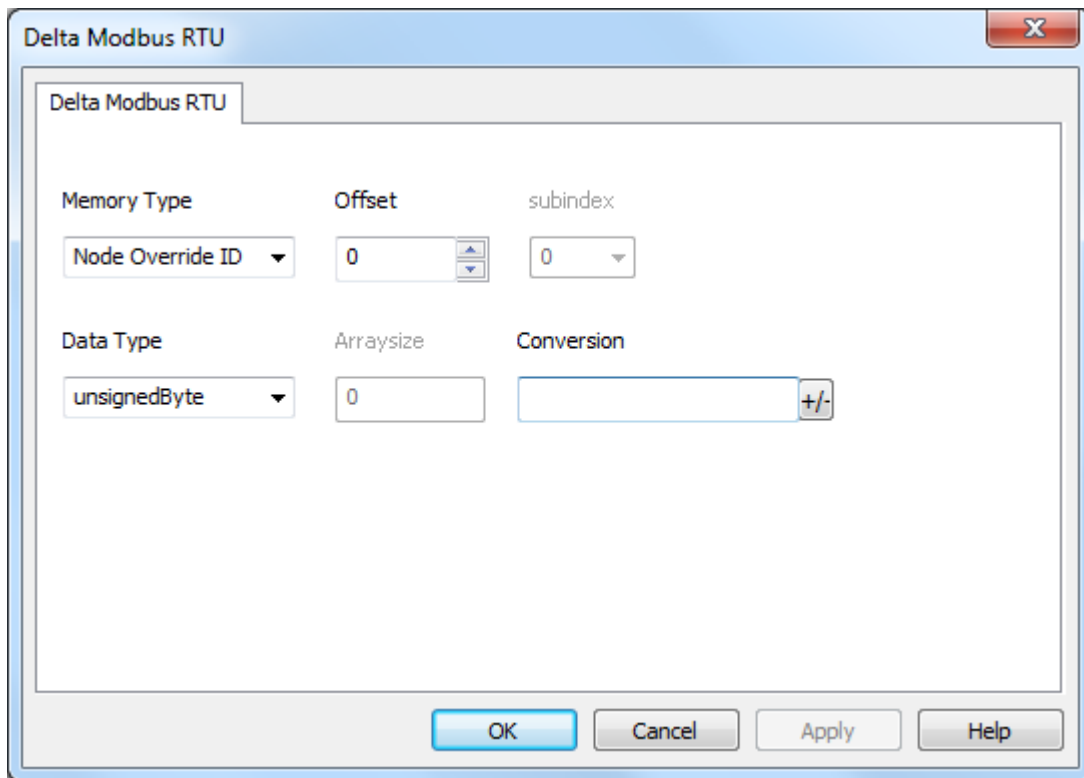 Delta Modbus RTU
Delta Modbus RTU
Memory Type Offset subindex
Node Override ID 0 0
Data Type Arraysize Conversion
unsignedByte 0 +/-
OK Cancel Apply Help